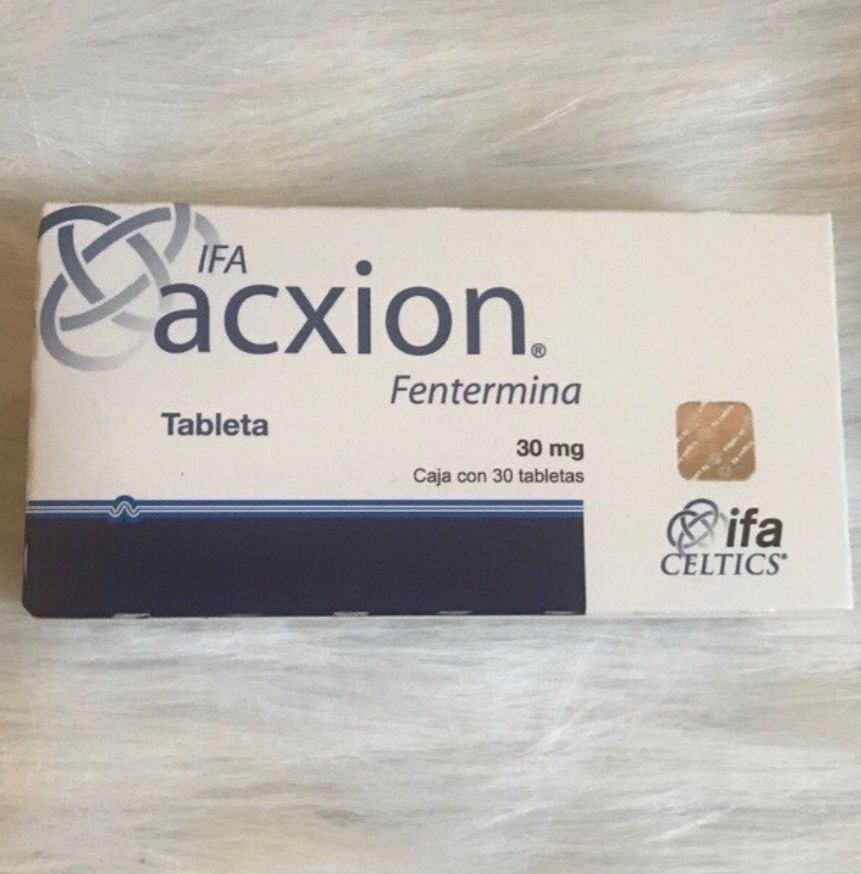 IFA
acxion®
Fentermina
Tableta
30 mg
Caja con 30 tabletas
ifa
CELTICS®